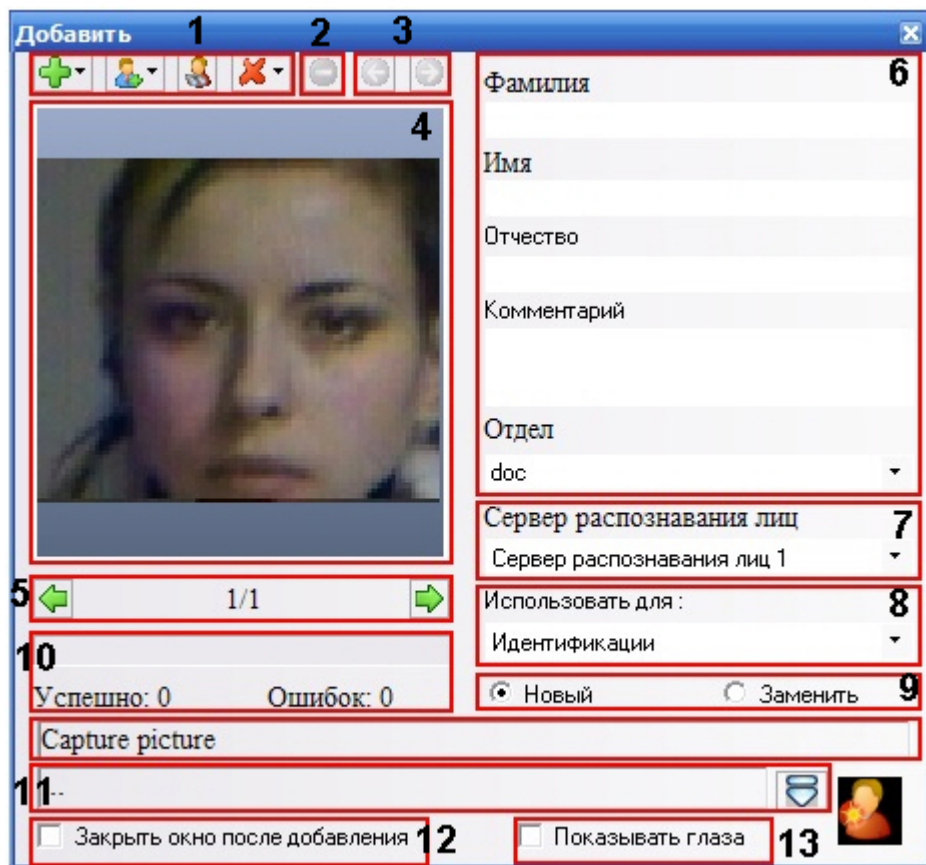 Добавить
1 2 3
4
5
1/1
10
Успешно: 0 Ошибок: 0
6
Фамилия
Имя
Отчество
Комментарий
Отдел
doc
Сервер распознавания лиц
7
Сервер распознавания лиц 1
Использовать для :
8
Идентификации
Новый Заменить
9
Capture picture
11
--
Закрыть окно после добавления 12
Показывать глаза 13